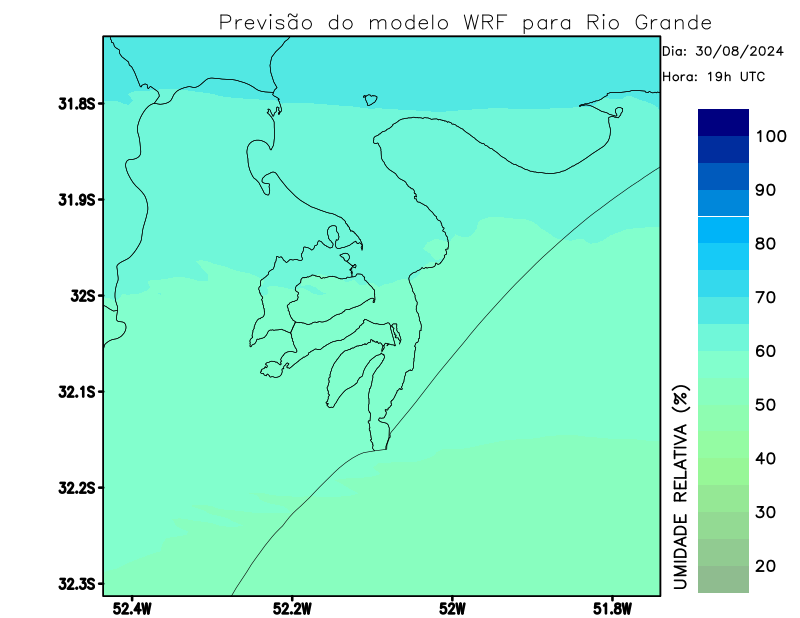 Previsão do modelo WRF para Rio Grande
Dia: 30/08/2024
Hora: 19h UTC
31.8S
31.9S
32S
32.1S
32.2S
32.3S
52.4W
52.2W
52W
51.8W
100
90
80
70
60
50
40
30
20
UMIDADE RELATIVA (%)